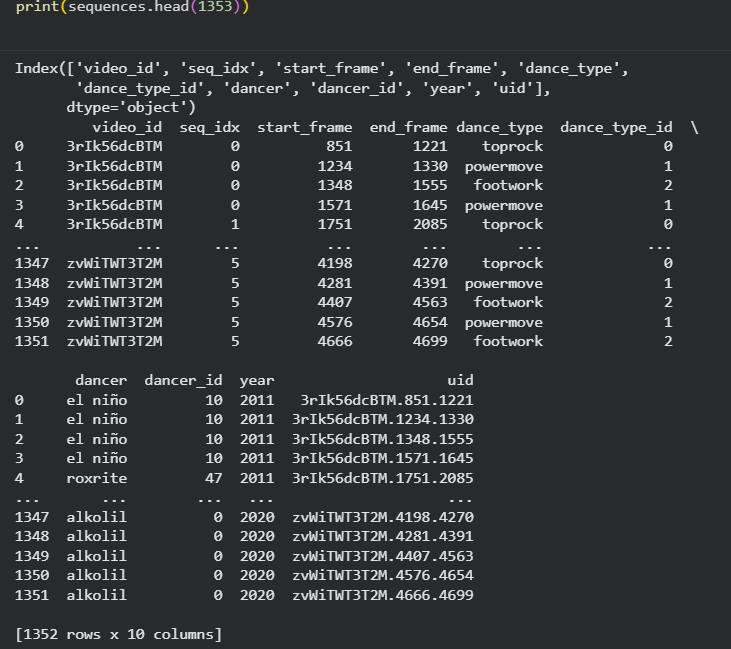 print(sequences.head(1353))
Index(['video_id', 'seq_idx', 'start_frame', 'end_frame', 'dance_type',
       'dance_type_id', 'dancer', 'dancer_id', 'year', 'uid'],
      dtype='object')
         video_id  seq_idx  start_frame  end_frame dance_type  dance_type_id  \
0     3rIk56dcBTM        0          851       1221    toprock              0
1     3rIk56dcBTM        0         1234       1330  powermove              1
2     3rIk56dcBTM        0         1348       1555   footwork              2
3     3rIk56dcBTM        0         1571       1645  powermove              1
4     3rIk56dcBTM        1         1751       2085    toprock              0
...           ...      ...          ...        ...        ...            ...
1347  zvWiTWT3T2M        5         4198       4270    toprock              0
1348  zvWiTWT3T2M        5         4281       4391  powermove              1
1349  zvWiTWT3T2M        5         4407       4563   footwork              2
1350  zvWiTWT3T2M        5         4576       4654  powermove              1
1351  zvWiTWT3T2M        5         4666       4699   footwork              2
       dancer  dancer_id  year                    uid
0     el niño         10  2011   3rIk56dcBTM.851.1221
1     el niño         10  2011  3rIk56dcBTM.1234.1330
2     el niño         10  2011  3rIk56dcBTM.1348.1555
3     el niño         10  2011  3rIk56dcBTM.1571.1645
4     roxrite         47  2011  3rIk56dcBTM.1751.2085
...       ...        ...   ...                    ...
1347  alkolil          0  2020  zvWiTWT3T2M.4198.4270
1348  alkolil          0  2020  zvWiTWT3T2M.4281.4391
1349  alkolil          0  2020  zvWiTWT3T2M.4407.4563
1350  alkolil          0  2020  zvWiTWT3T2M.4576.4654
1351  alkolil          0  2020  zvWiTWT3T2M.4666.4699
[1352 rows x 10 columns]